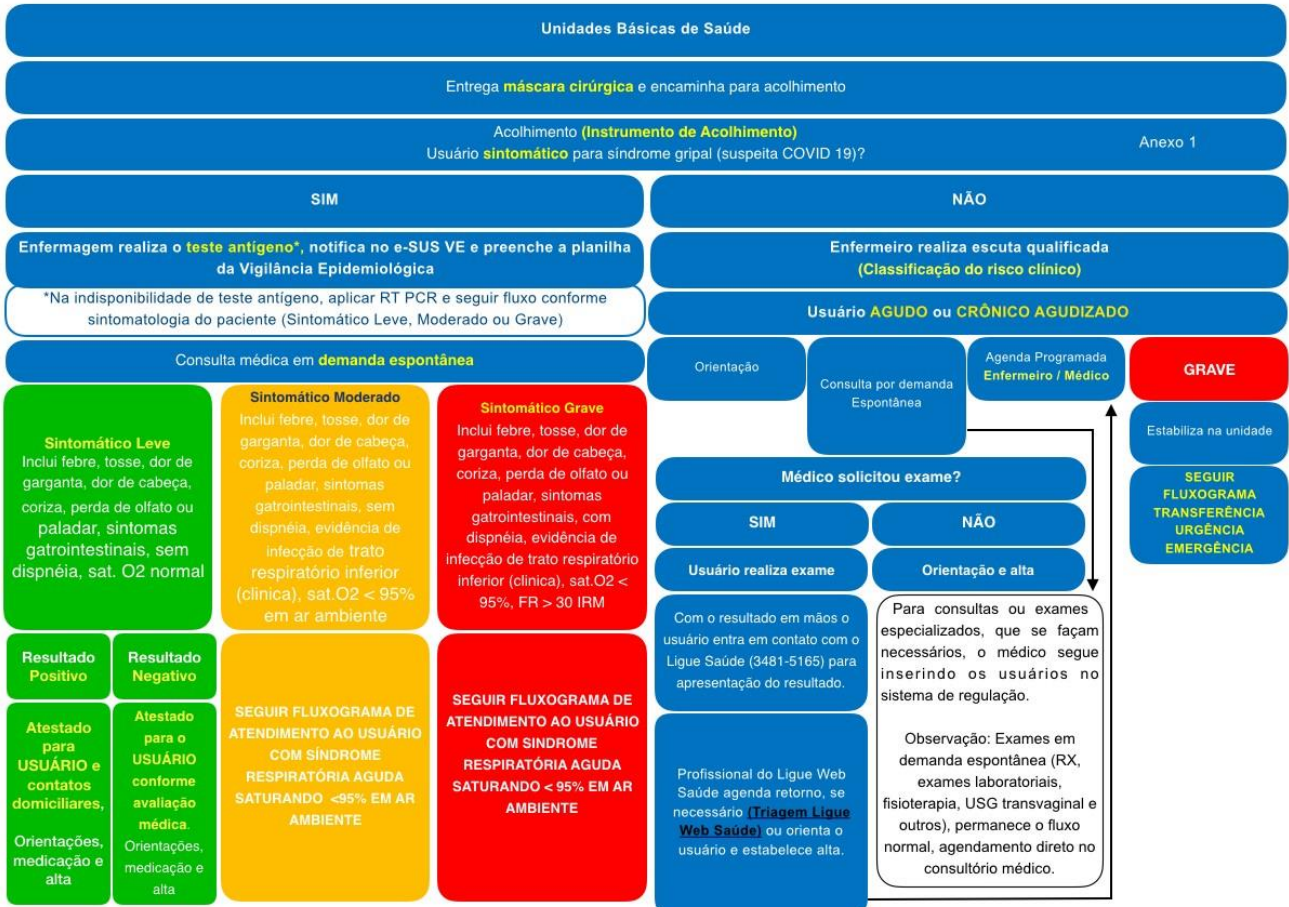 Unidades Básicas de Saúde
Entrega máscara cirúrgica e encaminha para acolhimento
Acolhimento (Instrumento de Acolhimento)
Usuário sintomático para síndrome gripal (suspeita COVID 19)?
Anexo 1
SIM
Enfermagem realiza o teste antígeno*, notifica no e-SUS VE e preenche a planilha
da Vigilância Epidemiológica
*Na indisponibilidade de teste antígeno, aplicar RT PCR e seguir fluxo conforme
sintomatologia do paciente (Sintomático Leve, Moderado ou Grave)
Consulta médica em demanda espontânea
Sintomático Leve
Inclui febre, tosse, dor de
garganta, dor de cabeça,
coriza, perda de olfato ou
paladar, sintomas
gatrointestinais, sem
dispnéia, sat. O2 normal
Resultado
Positivo
Atestado
para
USUÁRIO e
contatos
domiciliares,
Orientações,
medicação e
alta
Resultado
Negativo
Atestado
para o
USUÁRIO
conforme
avaliação
médica.
Orientações,
medicação e
alta
Sintomático Moderado
Inclui febre, tosse, dor de
garganta, dor de cabeça,
coriza, perda de olfato ou
paladar, sintomas
gatrointestinais, sem
dispnéia, evidência de
infecção de trato
respiratório inferior
(clinica), sat.O2 < 95%
em ar ambiente
SEGUIR FLUXOGRAMA DE
ATENDIMENTO AO USUÁRIO
COM SÍNDROME
RESPIRATÓRIA AGUDA
SATURANDO <95% EM AR
AMBIENTE
Sintomático Grave
Inclui febre, tosse, dor de
garganta, dor de cabeça,
coriza, perda de olfato ou
paladar, sintomas
gatrointestinais, com
dispnéia, evidência de
infecção de trato respiratório
inferior (clinica), sat.O2 <
95%, FR > 30 IRM
SEGUIR FLUXOGRAMA DE
ATENDIMENTO AO USUÁRIO
COM SINDROME
RESPIRATÓRIA AGUDA
SATURANDO < 95% EM AR
AMBIENTE
NÃO
Enfermeiro realiza escuta qualificada
(Classificação do risco clínico)
Usuário AGUDO ou CRÔNICO AGUDIZADO
Orientação
Consulta por demanda
Espontânea
Agenda Programada
Enfermeiro / Médico
GRAVE
Estabiliza na unidade
SEGUIR
FLUXOGRAMA
TRANSFERÊNCIA
URGÊNCIA
EMERGÊNCIA
Médico solicitou exame?
SIM
Usuário realiza exame
Com o resultado em mãos o
usuário entra em contato com o
Ligue Saúde (3481-5165) para
apresentação do resultado.
Profissional do Ligue Web
Saúde agenda retorno, se
necessário (Triagem Ligue
Web Saúde) ou orienta o
usuário e estabelece alta.
NÃO
Orientação e alta
Para consultas ou exames
especializados, que se façam
necessários, o médico segue
inserindo os usuários no
sistema de regulação.
Observação: Exames em
demanda espontânea (RX,
exames laboratoriais,
fisioterapia, USG transvaginal e
outros), permanece o fluxo
normal, agendamento direto no
consultório médico.